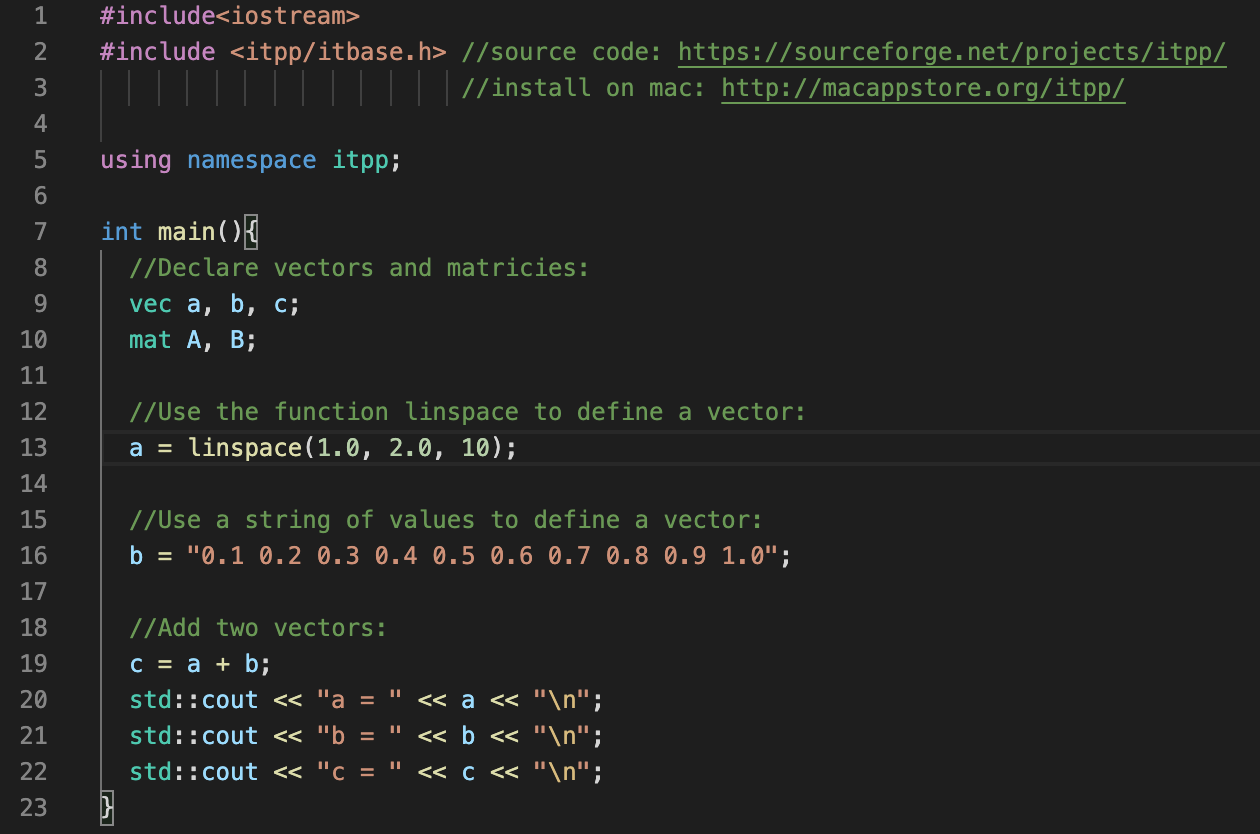 1 #include<iostream>
2 #include <itpp/itbase.h> //source code: https://sourceforge.net/projects/itpp/
3 //install on mac: http://macappstore.org/itpp/
4
5 using namespace itpp;
6
7 int main(){
8 //Declare vectors and matricies:
9 vec a, b, c;
10 mat A, B;
11
12 //Use the function linspace to define a vector:
13 a = linspace(1.0, 2.0, 10);
14
15 //Use a string of values to define a vector:
16 b = "0.1 0.2 0.3 0.4 0.5 0.6 0.7 0.8 0.9 1.0";
17
18 //Add two vectors:
19 c = a + b;
20 std::cout << "a = " << a << "\n";
21 std::cout << "b = " << b << "\n";
22 std::cout << "c = " << c << "\n";
23 }